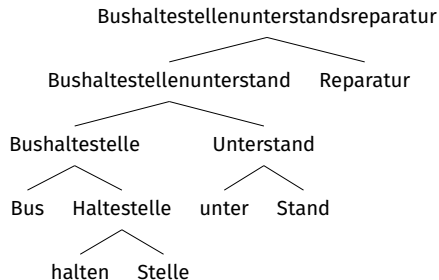 Bushaltestellenunterstandsreparatur
Bushaltestellenunterstand Reparatur
Bushaltestelle Unterstand
Bus Haltestelle unter Stand
halten Stelle